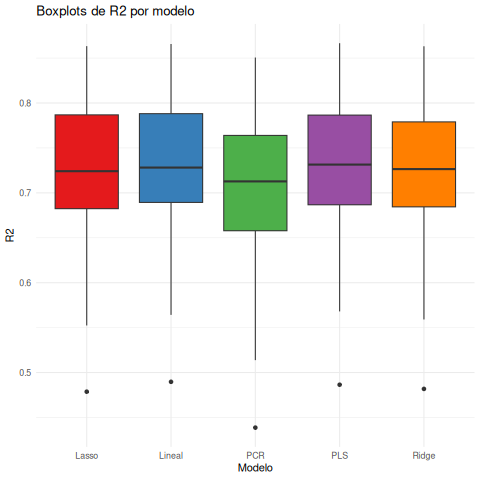 Boxplots de R2 por modelo
R2
0.8
0.7
0.6
0.5
Lasso Lineal PCR PLS Ridge
Modelo